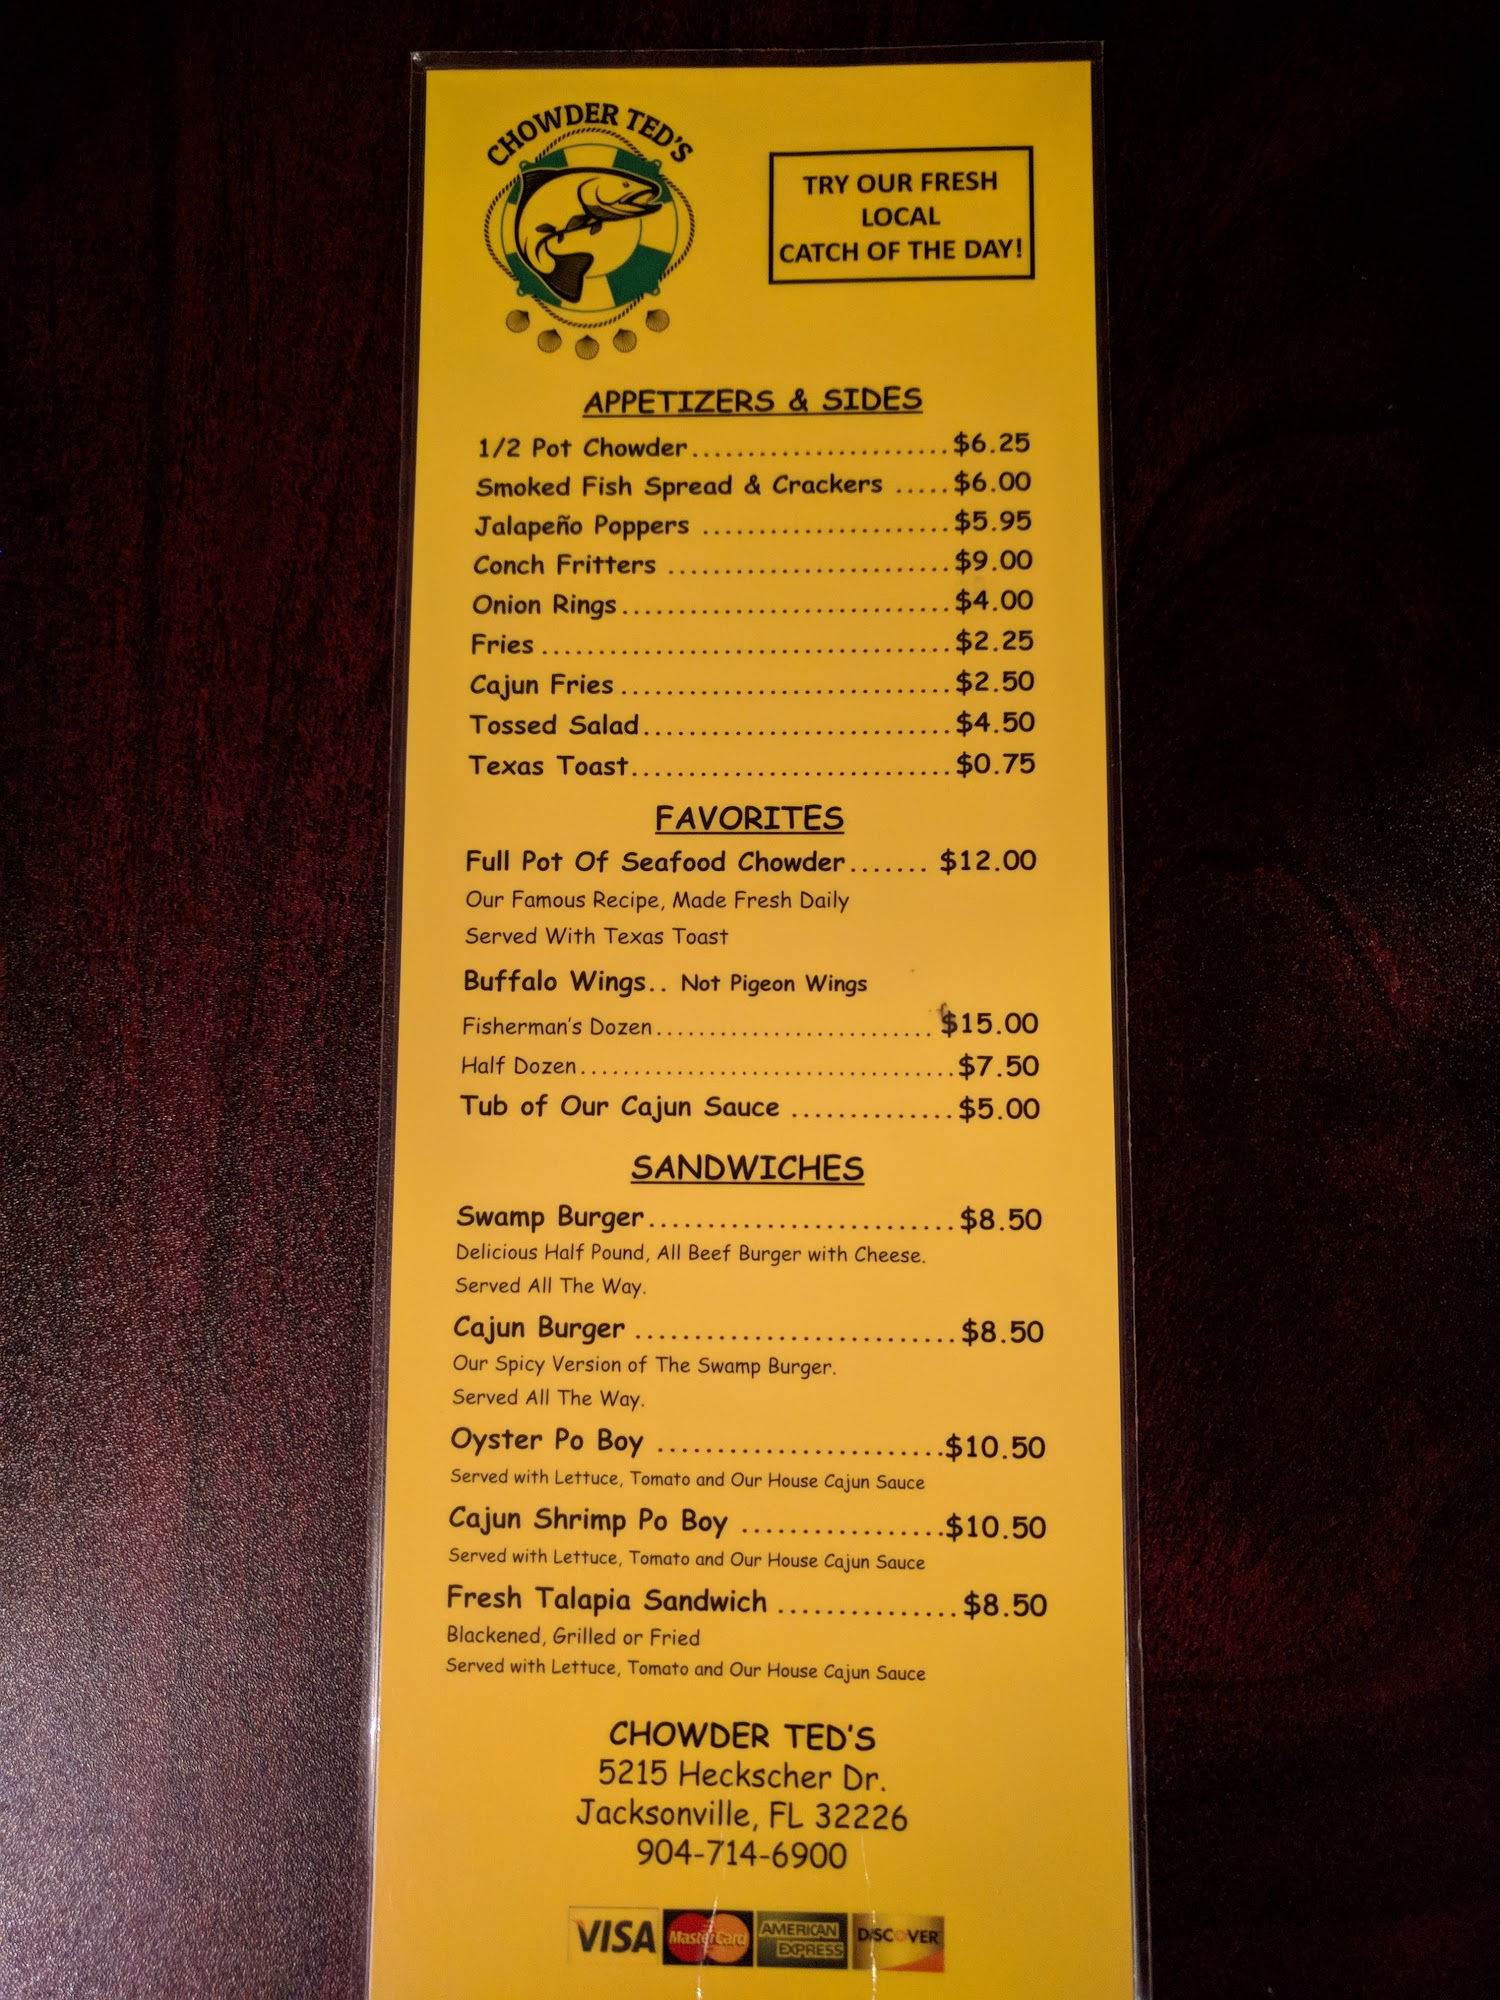 CHOWDER TED'S
TRY OUR FRESH
LOCAL
CATCH OF THE DAY!
APPETIZERS & SIDES
1/2 Pot Chowder......................$6.25
Smoked Fish Spread & Crackers .....$6.00
Jalapeño Poppers .....................$5.95
Conch Fritters ........................$9.00
Onion Rings............................$4.00
Fries ...................................$2.25
Cajun Fries ............................$2.50
Tossed Salad..........................$4.50
Texas Toast...........................$0.75
FAVORITES
Full Pot Of Seafood Chowder....... $12.00
Our Famous Recipe, Made Fresh Daily
Served With Texas Toast
Buffalo Wings.. Not Pigeon Wings
Fisherman's Dozen.......................... $15.00
Half Dozen...................................$7.50
Tub of Our Cajun Sauce ..............$5.00
SANDWICHES
Swamp Burger..........................$8.50
Delicious Half Pound, All Beef Burger with Cheese.
Served All The Way.
Cajun Burger ...........................$8.50
Our Spicy Version of The Swamp Burger.
Served All The Way.
Oyster Po Boy .........................$10.50
Served with Lettuce, Tomato and Our House Cajun Sauce
Cajun Shrimp Po Boy ..................$10.50
Served with Lettuce, Tomato and Our House Cajun Sauce
Fresh Talapia Sandwich ...............$8.50
Blackened, Grilled or Fried
Served with Lettuce, Tomato and Our House Cajun Sauce
CHOWDER TED'S
5215 Heckscher Dr.
Jacksonville, FL 32226
904-714-6900
VISA MasterCard AMERICAN EXPRESS DISCOVER